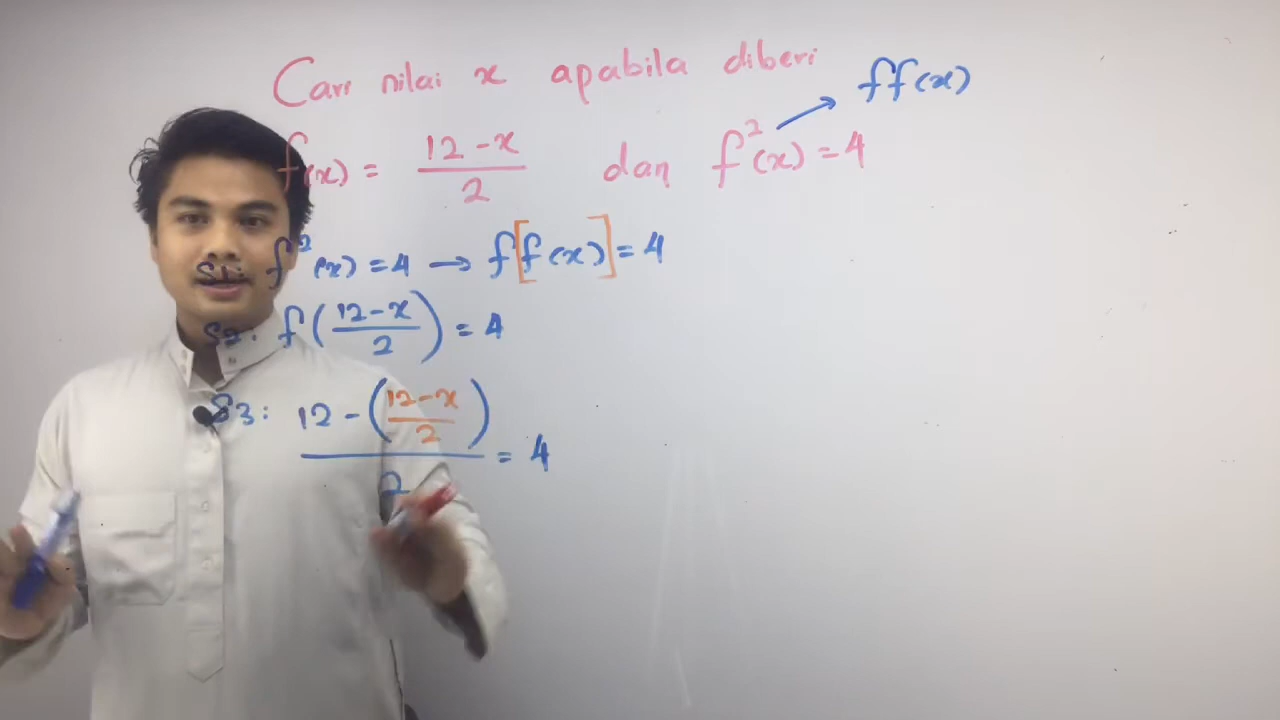 Cari nilai x apabila diberi
f(x) = (12-x)/2 dan f²(x) = 4 → ff(x)
S1: f²(x) = 4 → f[f(x)] = 4
S2: f((12-x)/2) = 4
S3: (12-((12-x)/2))/2 = 4